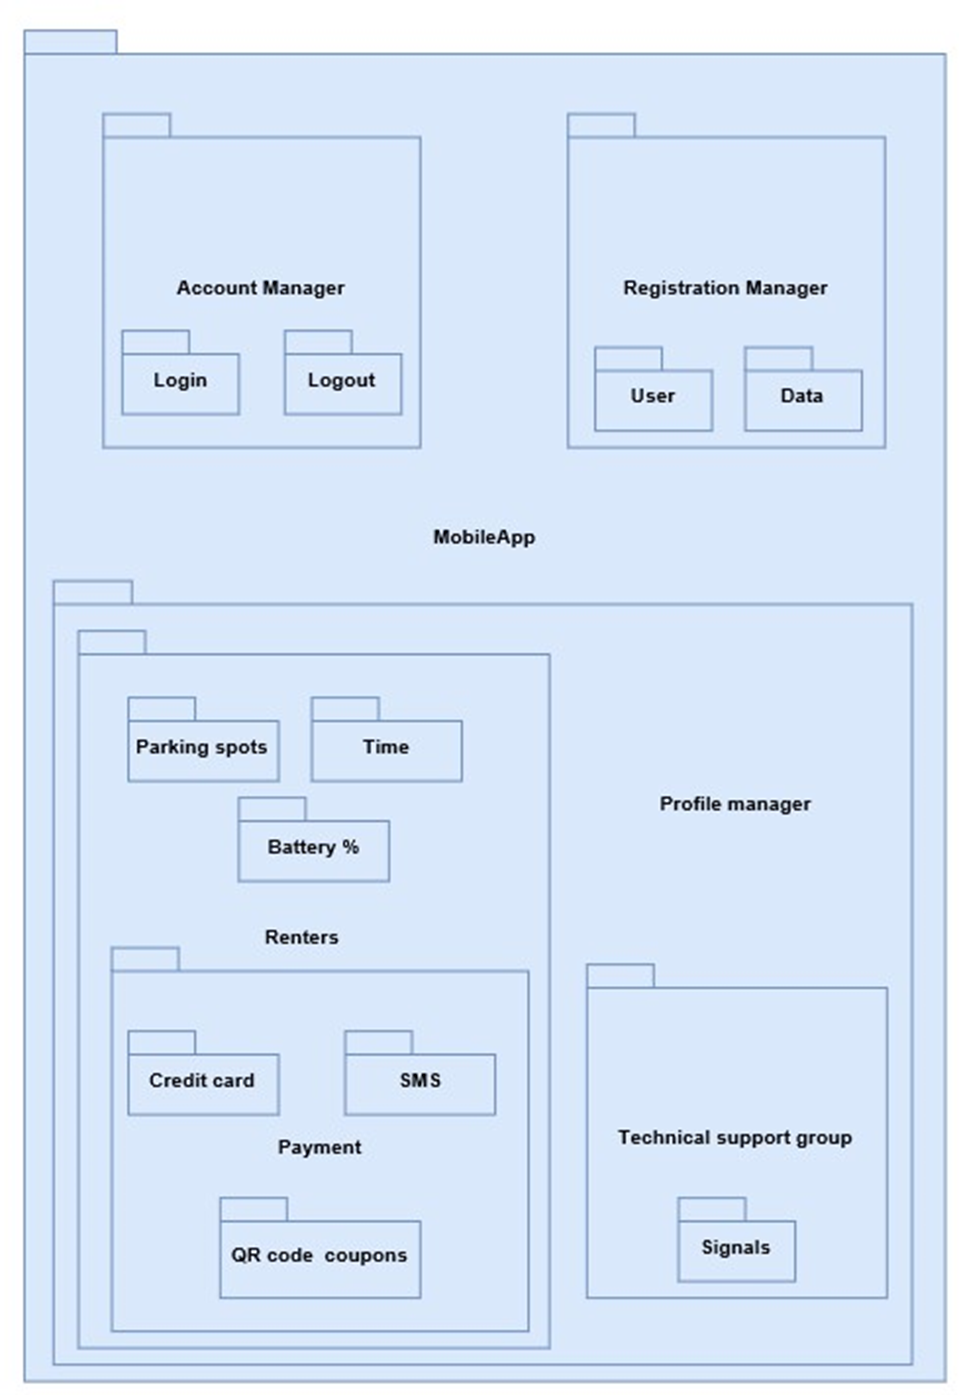 Account Manager
Registration Manager
Login
Logout
User
Data
MobileApp
Parking spots
Time
Profile manager
Battery %
Renters
Credit card
SMS
Technical support group
Payment
Signals
QR code  coupons